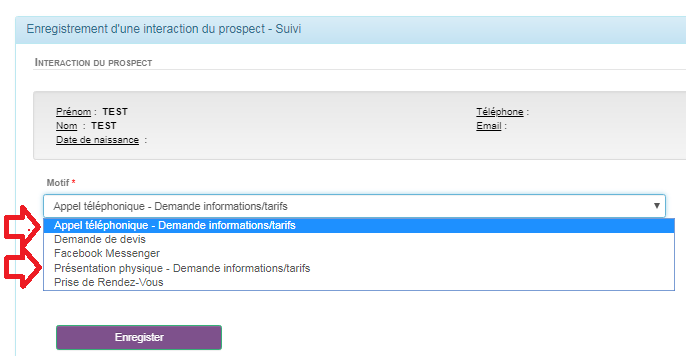 Enregistrement d'une interaction du prospect - Suivi
INTERACTION DU PROSPECT
Prénom : TEST
Téléphone :
Nom : TEST
Email :
Date de naissance :
Motif *
Appel téléphonique - Demande informations/tarifs
Appel téléphonique - Demande informations/tarifs
Demande de devis
Facebook Messenger
Présentation physique - Demande informations/tarifs
Prise de Rendez-Vous
Enregister